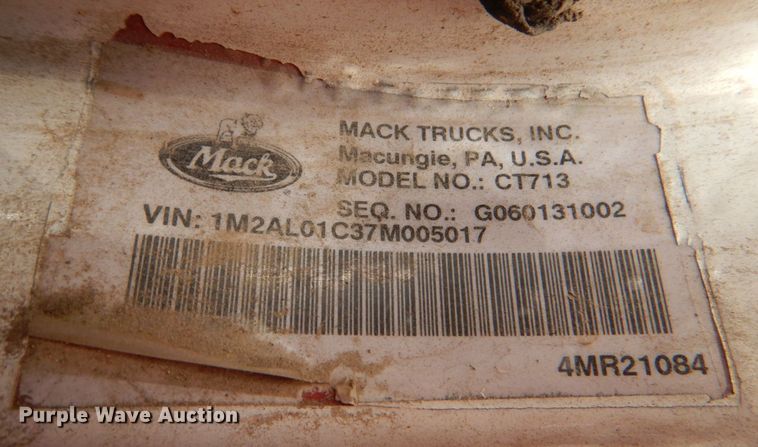 Mack
MACK TRUCKS, INC.
Macungie, PA, U.S.A.
MODEL NO.: CT713
SEQ. NO.: G060131002
VIN: 1M2AL01C37M005017
4MR21084
Purple Wave Auction